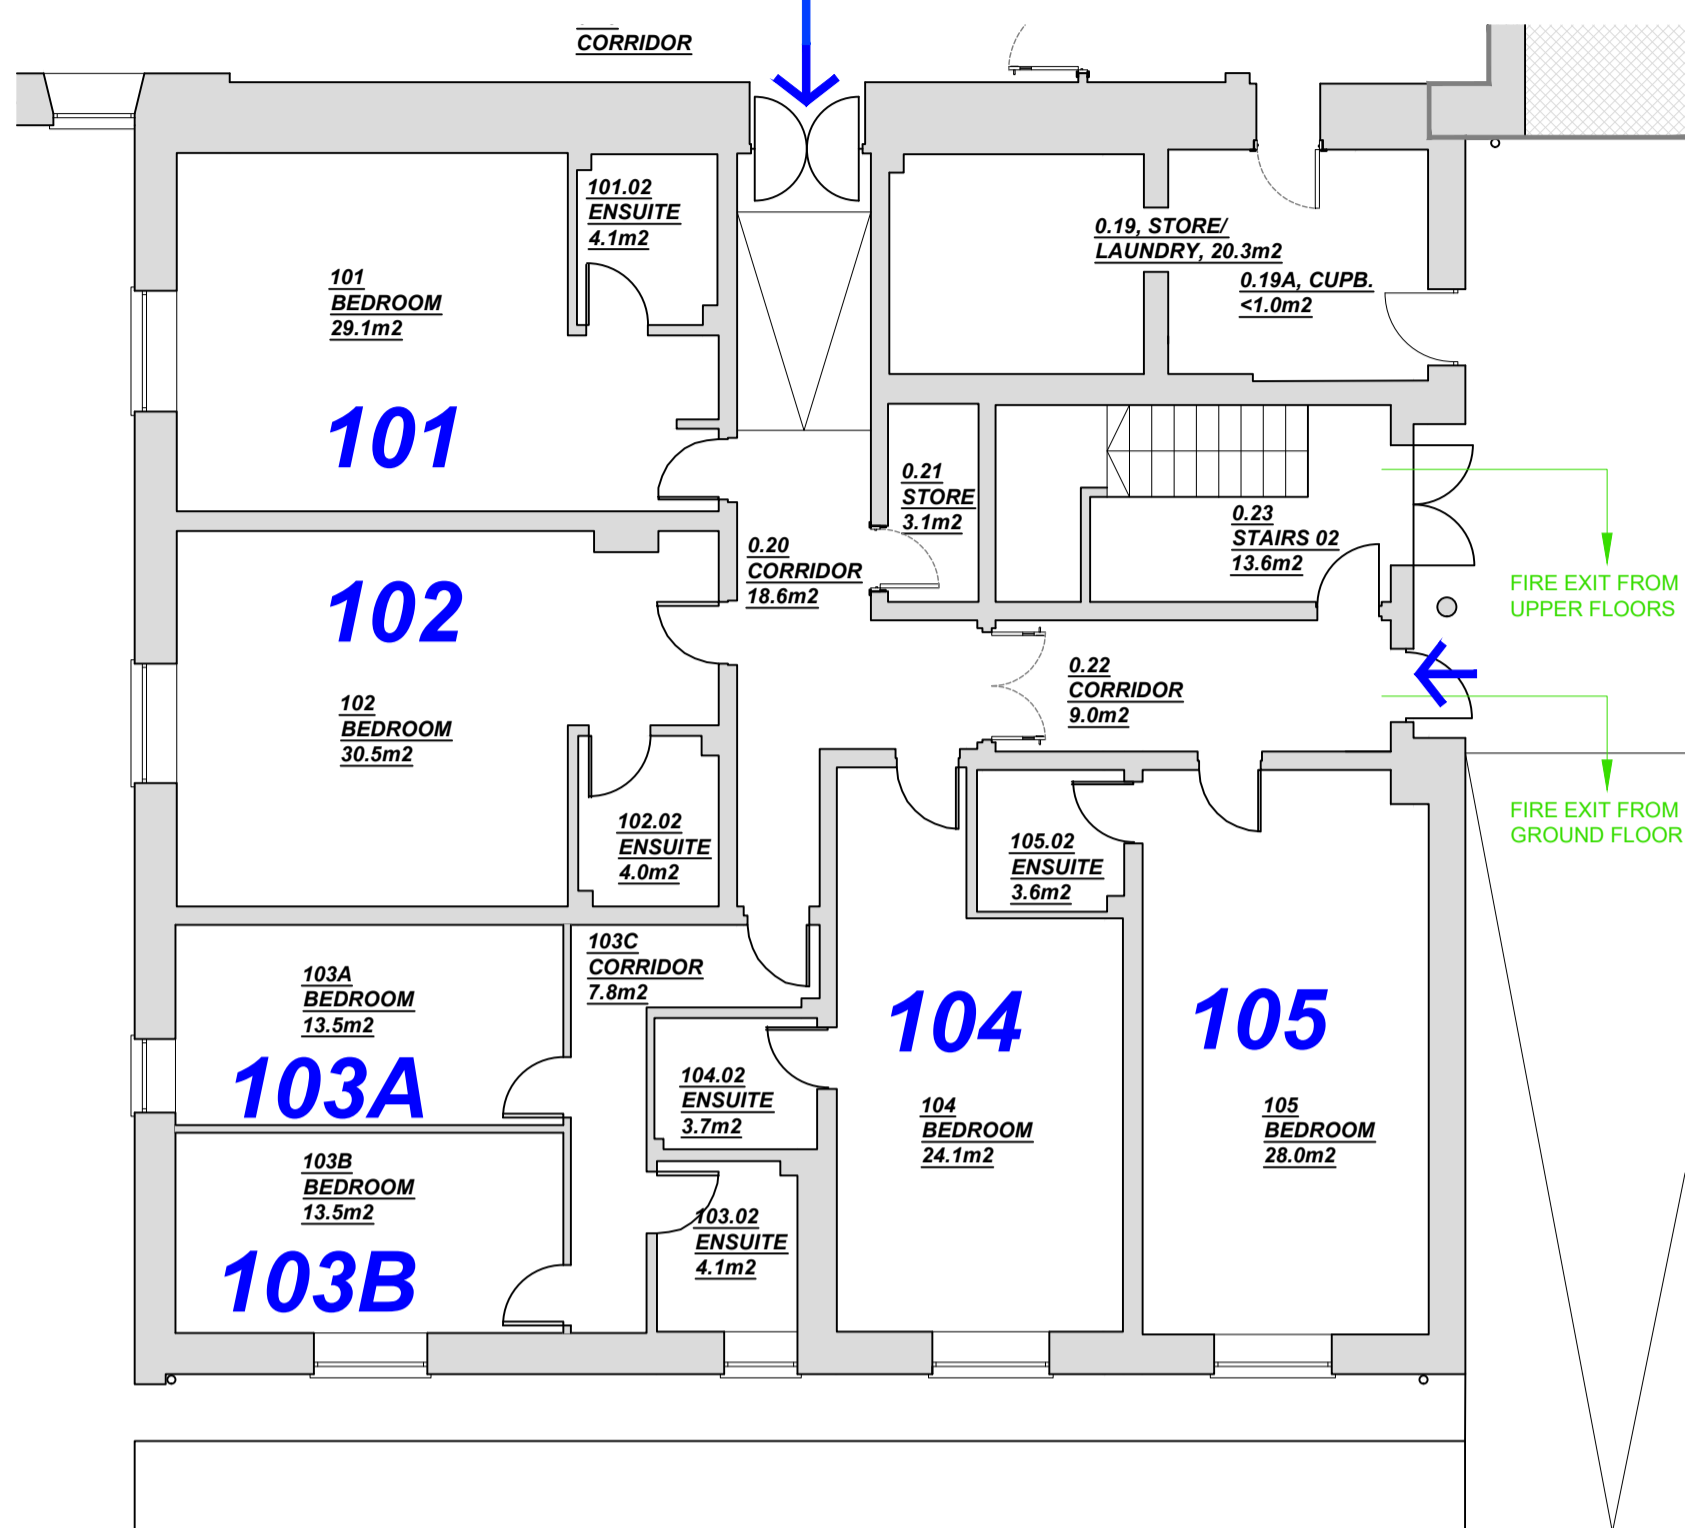 CORRIDOR
101.02
ENSUITE
4.1m2
0.19, STORE/
LAUNDRY, 20.3m2
0.19A, CUPB.
<1.0m2
101
BEDROOM
29.1m2
101
0.21
STORE
3.1m2
0.23
STAIRS 02
13.6m2
0.20
CORRIDOR
18.6m2
FIRE EXIT FROM
UPPER FLOORS
102
102
BEDROOM
30.5m2
0.22
CORRIDOR
9.0m2
102.02
ENSUITE
4.0m2
105.02
ENSUITE
3.6m2
FIRE EXIT FROM
GROUND FLOOR
103A
BEDROOM
13.5m2
103A
103C
CORRIDOR
7.8m2
104
105
104.02
ENSUITE
3.7m2
104
BEDROOM
24.1m2
105
BEDROOM
28.0m2
103B
BEDROOM
13.5m2
103B
103.02
ENSUITE
4.1m2